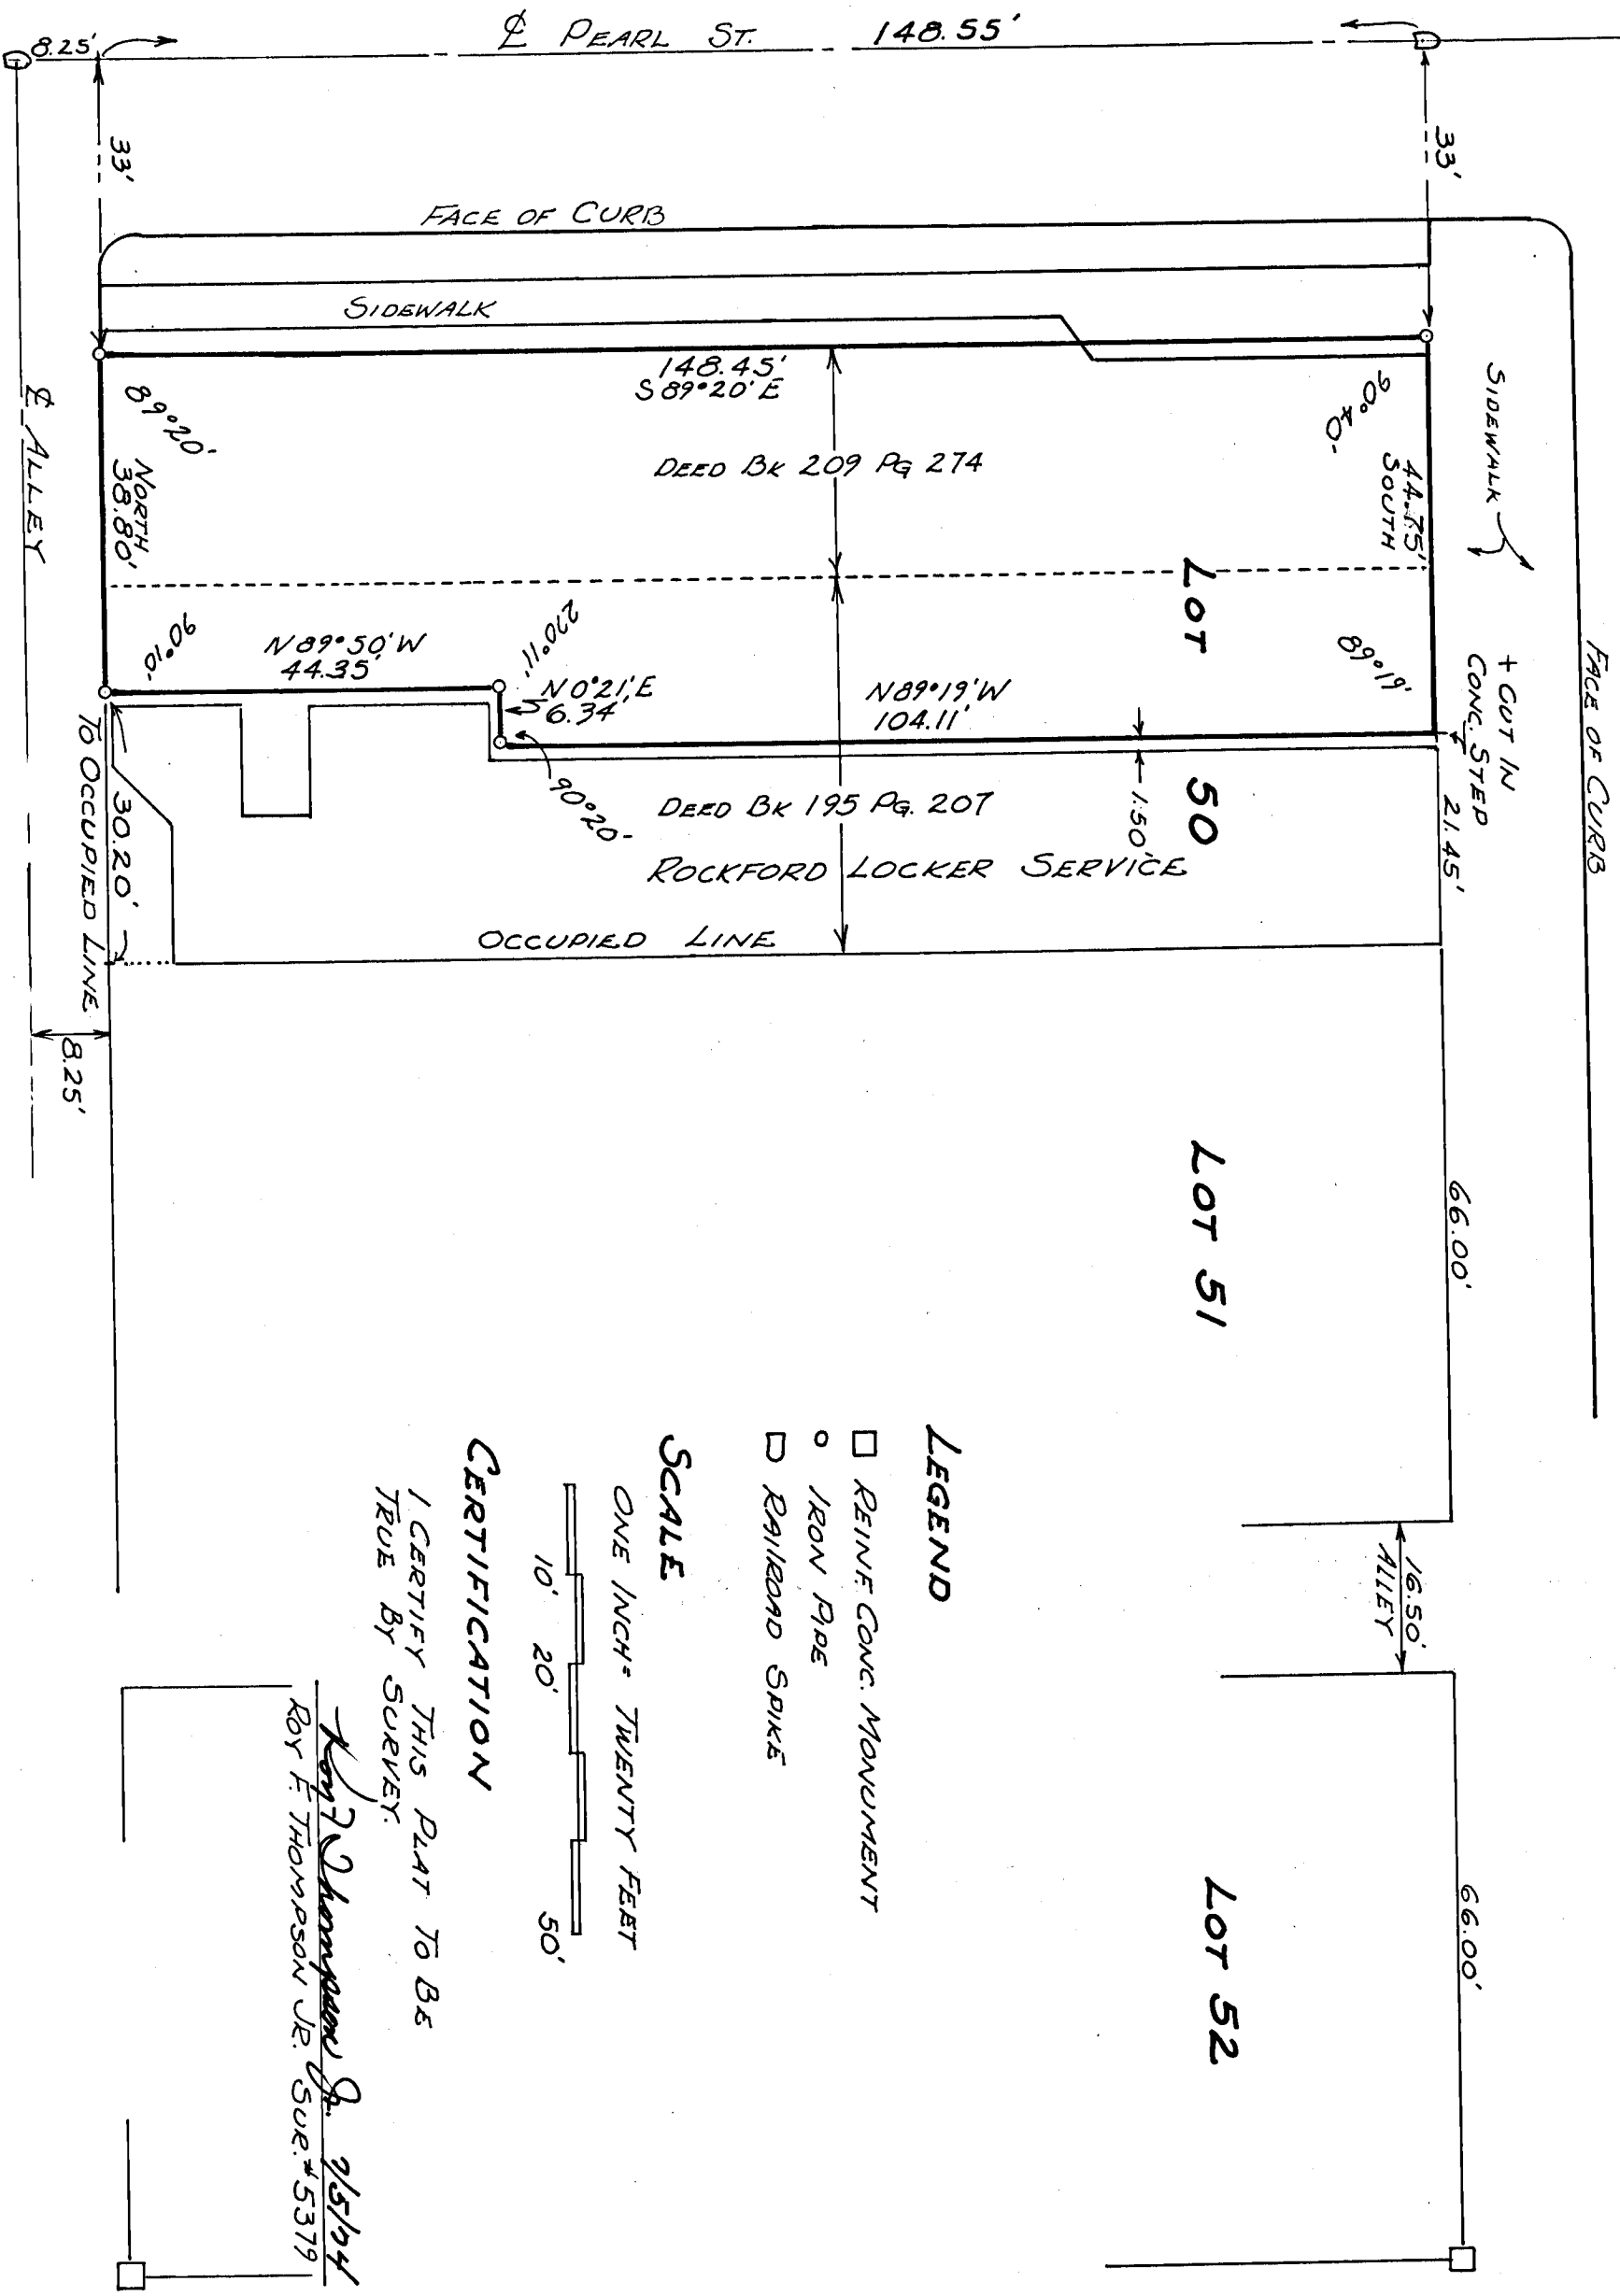 8.25'
℄ PEARL ST.
148.55'
33'
33'
FACE OF CURB
SIDEWALK
148.45'
S 89°20' E
DEED BK 209 PG 274
89°20'
NORTH
38.80'
90°40'
44.75'
SOUTH
SIDEWALK
FACE OF CURB
℄ ALLEY
LOT 50
90°10'
N 89°50' W
44.35'
270°11'
N 0°21' E
6.34'
N 89°19' W
104.11'
89°19'
+ CUT IN
CONC. STEP
21.45'
90°20'
1.50'
DEED BK 195 PG. 207
ROCKFORD LOCKER SERVICE
OCCUPIED LINE
30.20'
TO OCCUPIED LINE
8.25'
LOT 51
66.00'
16.50'
ALLEY
LOT 52
66.00'
LEGEND
REINF. CONC. MONUMENT
IRON PIPE
RAILROAD SPIKE
SCALE
ONE INCH = TWENTY FEET
10' 20' 50'
CERTIFICATION
I CERTIFY THIS PLAT TO BE
TRUE BY SURVEY.
Roy F. Thompson Jr.
ROY F. THOMPSON JR. SUR. #5379